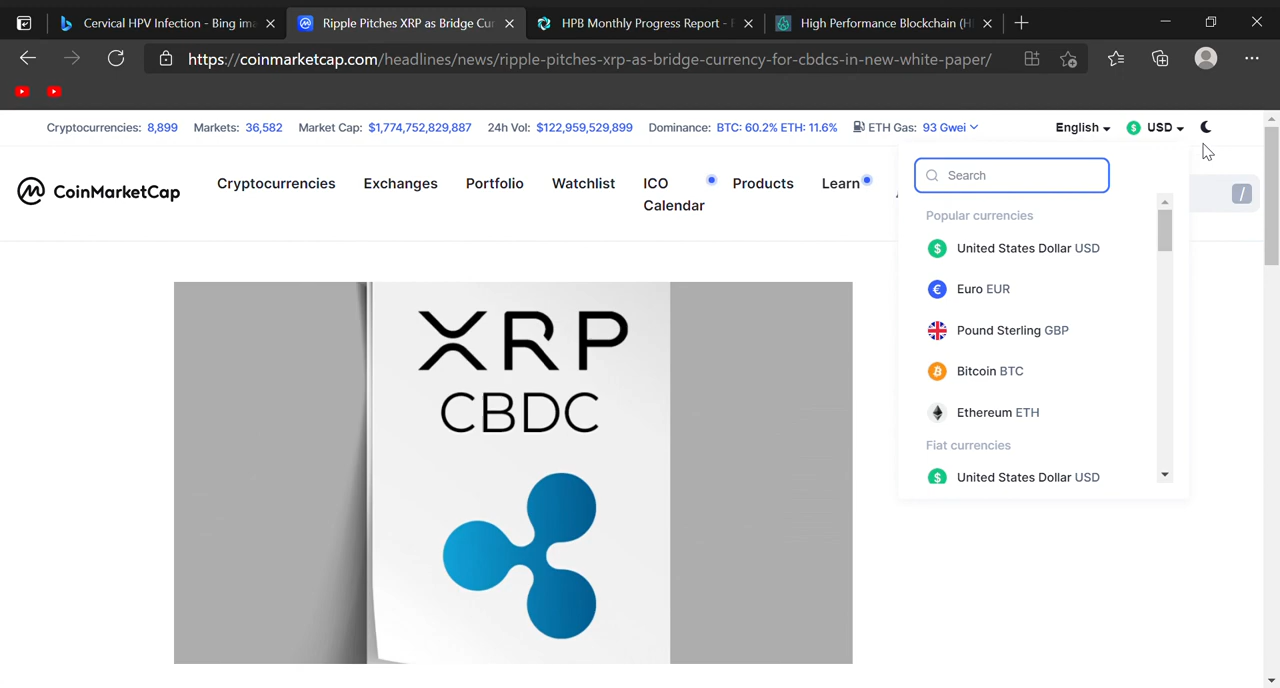 Cervical HPV Infection - Bing ima
Ripple Pitches XRP as Bridge Cur
HPB Monthly Progress Report - 
High Performance Blockchain (H
https://coinmarketcap.com/headlines/news/ripple-pitches-xrp-as-bridge-currency-for-cbdcs-in-new-white-paper/
Cryptocurrencies: 8,899 Markets: 36,582 Market Cap: $1,774,752,829,887 24h Vol: $122,959,529,899 Dominance: BTC: 60.2% ETH: 11.6% ETH Gas: 93 Gwei English USD
CoinMarketCap
Cryptocurrencies Exchanges Portfolio Watchlist ICO Calendar Products Learn
/
Search
Popular currencies
United States Dollar USD
Euro EUR
Pound Sterling GBP
Bitcoin BTC
Ethereum ETH
Fiat currencies
United States Dollar USD
XRP
CBDC